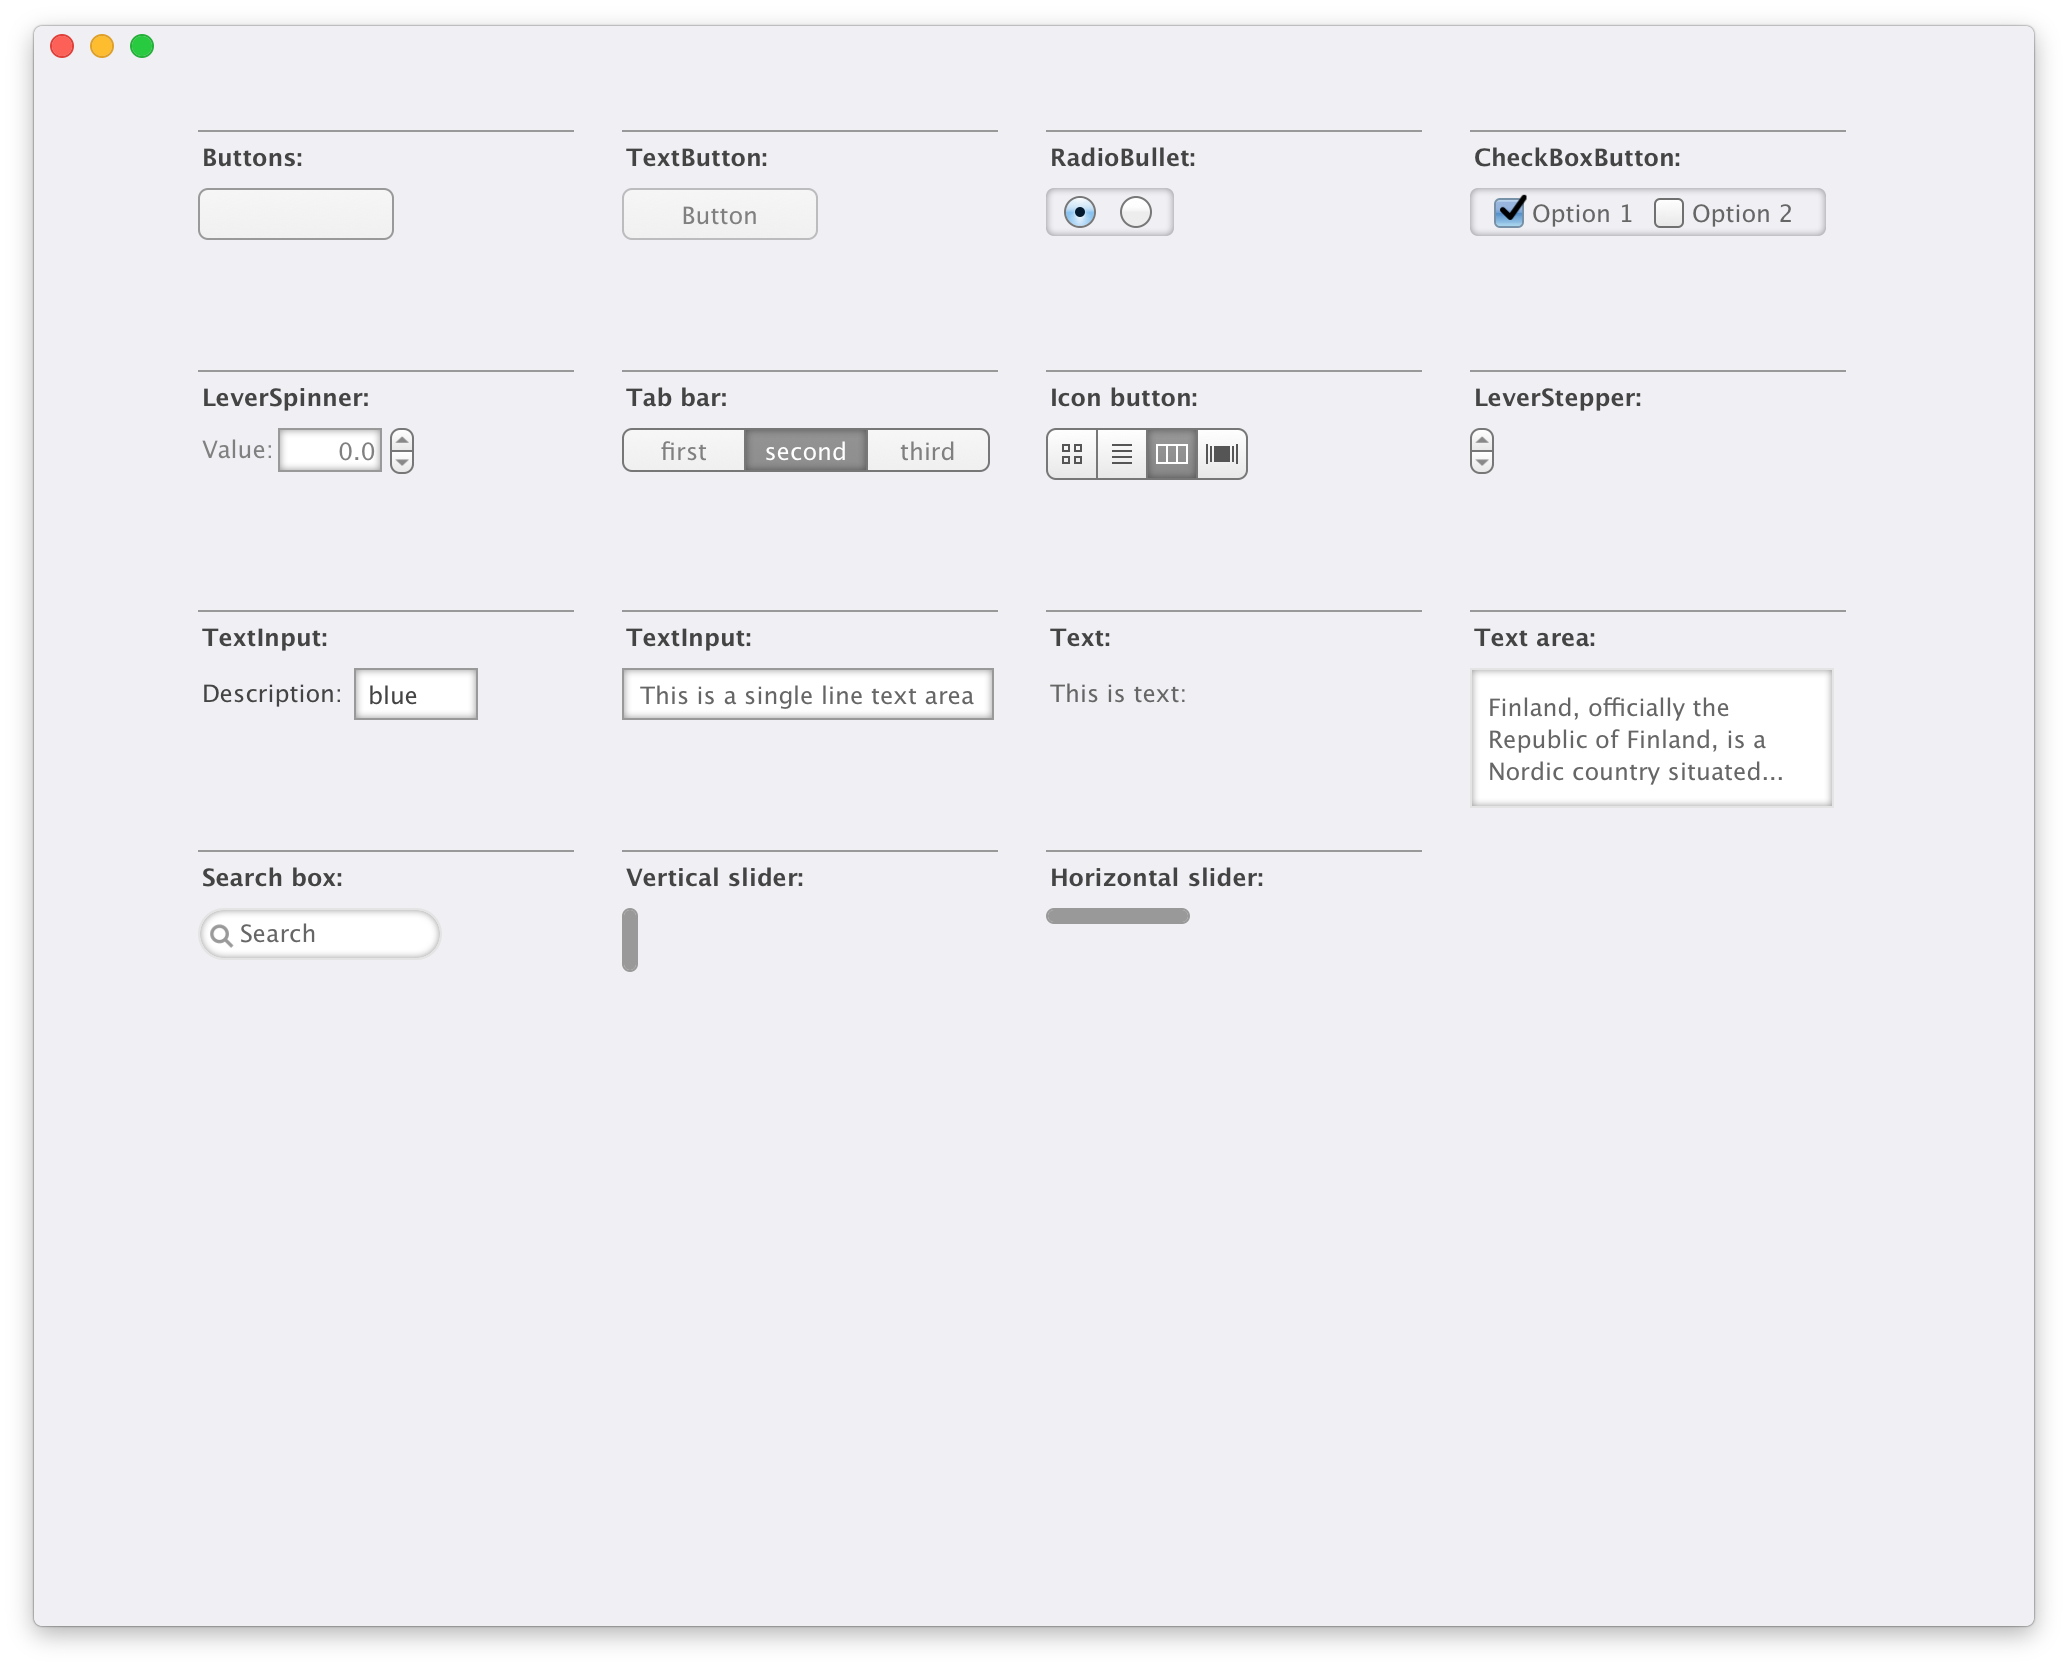 Buttons:
TextButton:
RadioBullet:
CheckBoxButton:
Button
Option 1
Option 2
LeverSpinner:
Tab bar:
Icon button:
LeverStepper:
Value: 0.0
first
second
third
TextInput:
TextInput:
Text:
Text area:
Description: blue
This is a single line text area
This is text:
Finland, officially the
Republic of Finland, is a
Nordic country situated...
Search box:
Vertical slider:
Horizontal slider:
Search